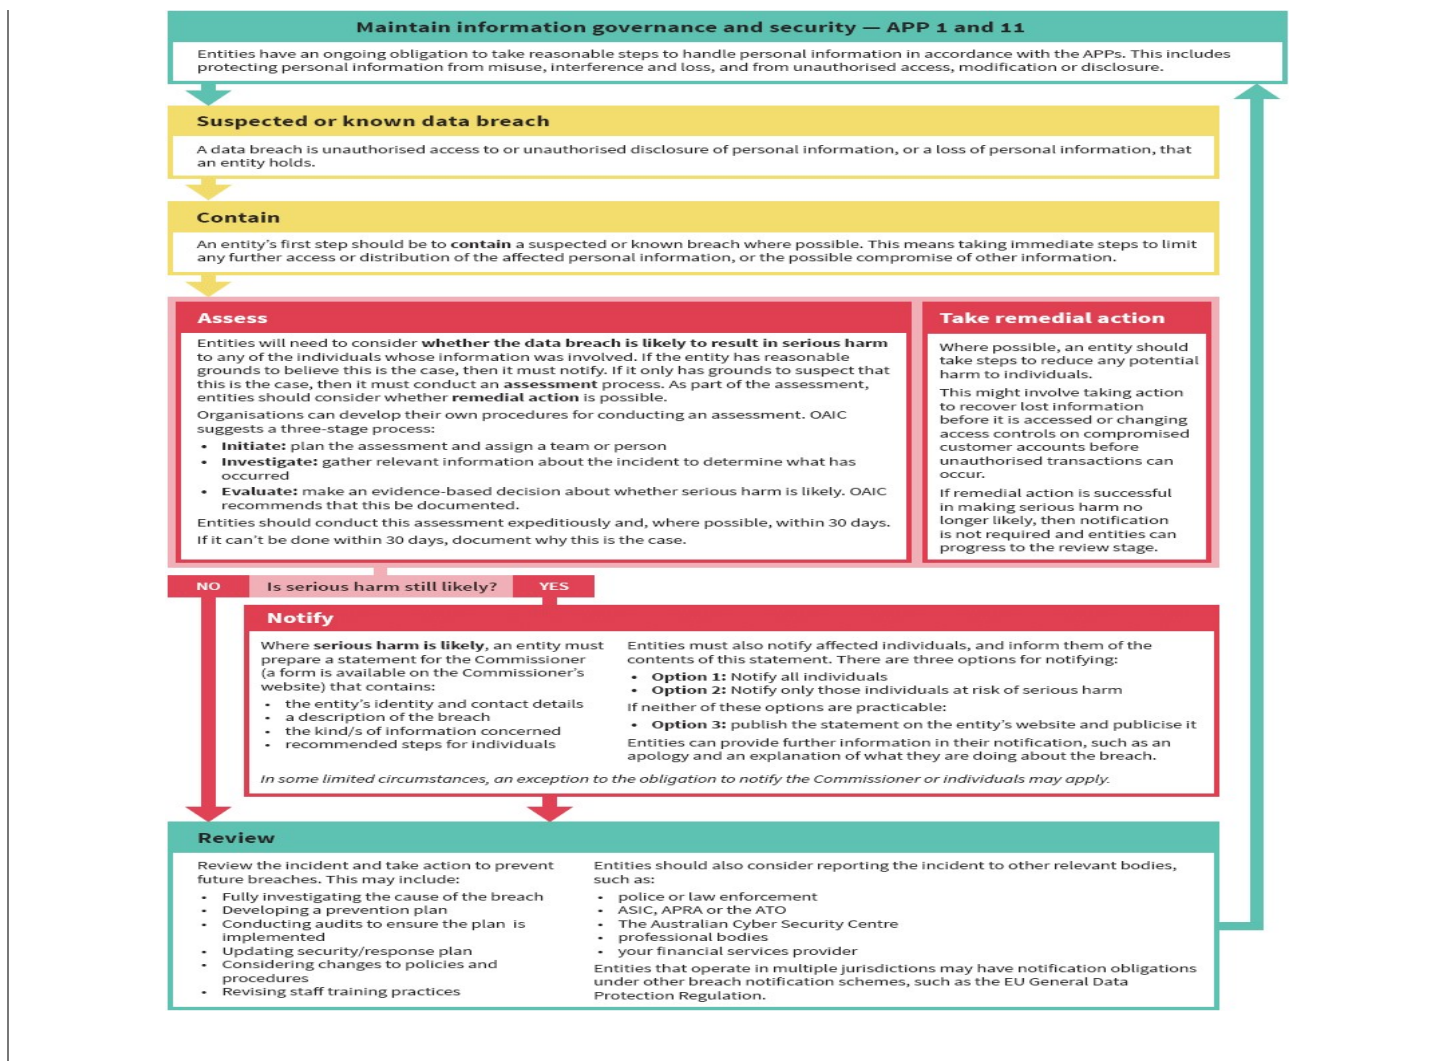 Maintain information governance and security — APP 1 and 11
Entities have an ongoing obligation to take reasonable steps to handle personal information in accordance with the APPs. This includes
protecting personal information from misuse, interference and loss, and from unauthorised access, modification or disclosure.
Suspected or known data breach
A data breach is unauthorised access to or unauthorised disclosure of personal information, or a loss of personal information, that
an entity holds.
Contain
An entity's first step should be to contain a suspected or known breach where possible. This means taking immediate steps to limit
any further access or distribution of the affected personal information, or the possible compromise of other information.
Assess
Entities will need to consider whether the data breach is likely to result in serious harm
to any of the individuals whose information was involved. If the entity has reasonable
grounds to believe this is the case, then it must notify. If it only has grounds to suspect that
this is the case, then it must conduct an assessment process. As part of the assessment,
entities should consider whether remedial action is possible.
Organisations can develop their own procedures for conducting an assessment. OAIC
suggests a three-stage process:
• Initiate: plan the assessment and assign a team or person
• Investigate: gather relevant information about the incident to determine what has
occurred
• Evaluate: make an evidence-based decision about whether serious harm is likely. OAIC
recommends that this be documented.
Entities should conduct this assessment expeditiously and, where possible, within 30 days.
If it can't be done within 30 days, document why this is the case.
Take remedial action
Where possible, an entity should
take steps to reduce any potential
harm to individuals.
This might involve taking action
to recover lost information
before it is accessed or changing
access controls on compromised
customer accounts before
unauthorised transactions can
occur.
If remedial action is successful
in making serious harm no
longer likely, then notification
is not required and entities can
progress to the review stage.
NO
Is serious harm still likely?
YES
Notify
Where serious harm is likely, an entity must
prepare a statement for the Commissioner
(a form is available on the Commissioner's
website) that contains:
• the entity's identity and contact details
• a description of the breach
• the kind/s of information concerned
• recommended steps for individuals
Entities must also notify affected individuals, and inform them of the
contents of this statement. There are three options for notifying:
• Option 1: Notify all individuals
• Option 2: Notify only those individuals at risk of serious harm
If neither of these options are practicable:
• Option 3: publish the statement on the entity's website and publicise it
Entities can provide further information in their notification, such as an
apology and an explanation of what they are doing about the breach.
In some limited circumstances, an exception to the obligation to notify the Commissioner or individuals may apply.
Review
Review the incident and take action to prevent
future breaches. This may include:
• Fully investigating the cause of the breach
• Developing a prevention plan
• Conducting audits to ensure the plan is
implemented
• Updating security/response plan
• Considering changes to policies and
procedures
• Revising staff training practices
Entities should also consider reporting the incident to other relevant bodies,
such as:
• police or law enforcement
• ASIC, APRA or the ATO
• The Australian Cyber Security Centre
• professional bodies
• your financial services provider
Entities that operate in multiple jurisdictions may have notification obligations
under other breach notification schemes, such as the EU General Data
Protection Regulation.